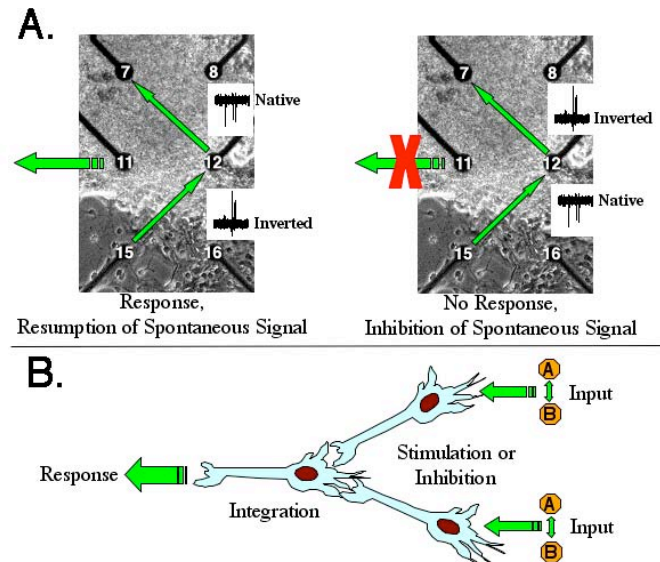 A.
7
8
Native
11
12
Inverted
15
16
Response,
Resumption of Spontaneous Signal
7
8
Inverted
X
11
12
Native
15
16
No Response,
Inhibition of Spontaneous Signal
B.
A
Input
B
Response
Stimulation or
Inhibition
Integration
A
Input
B